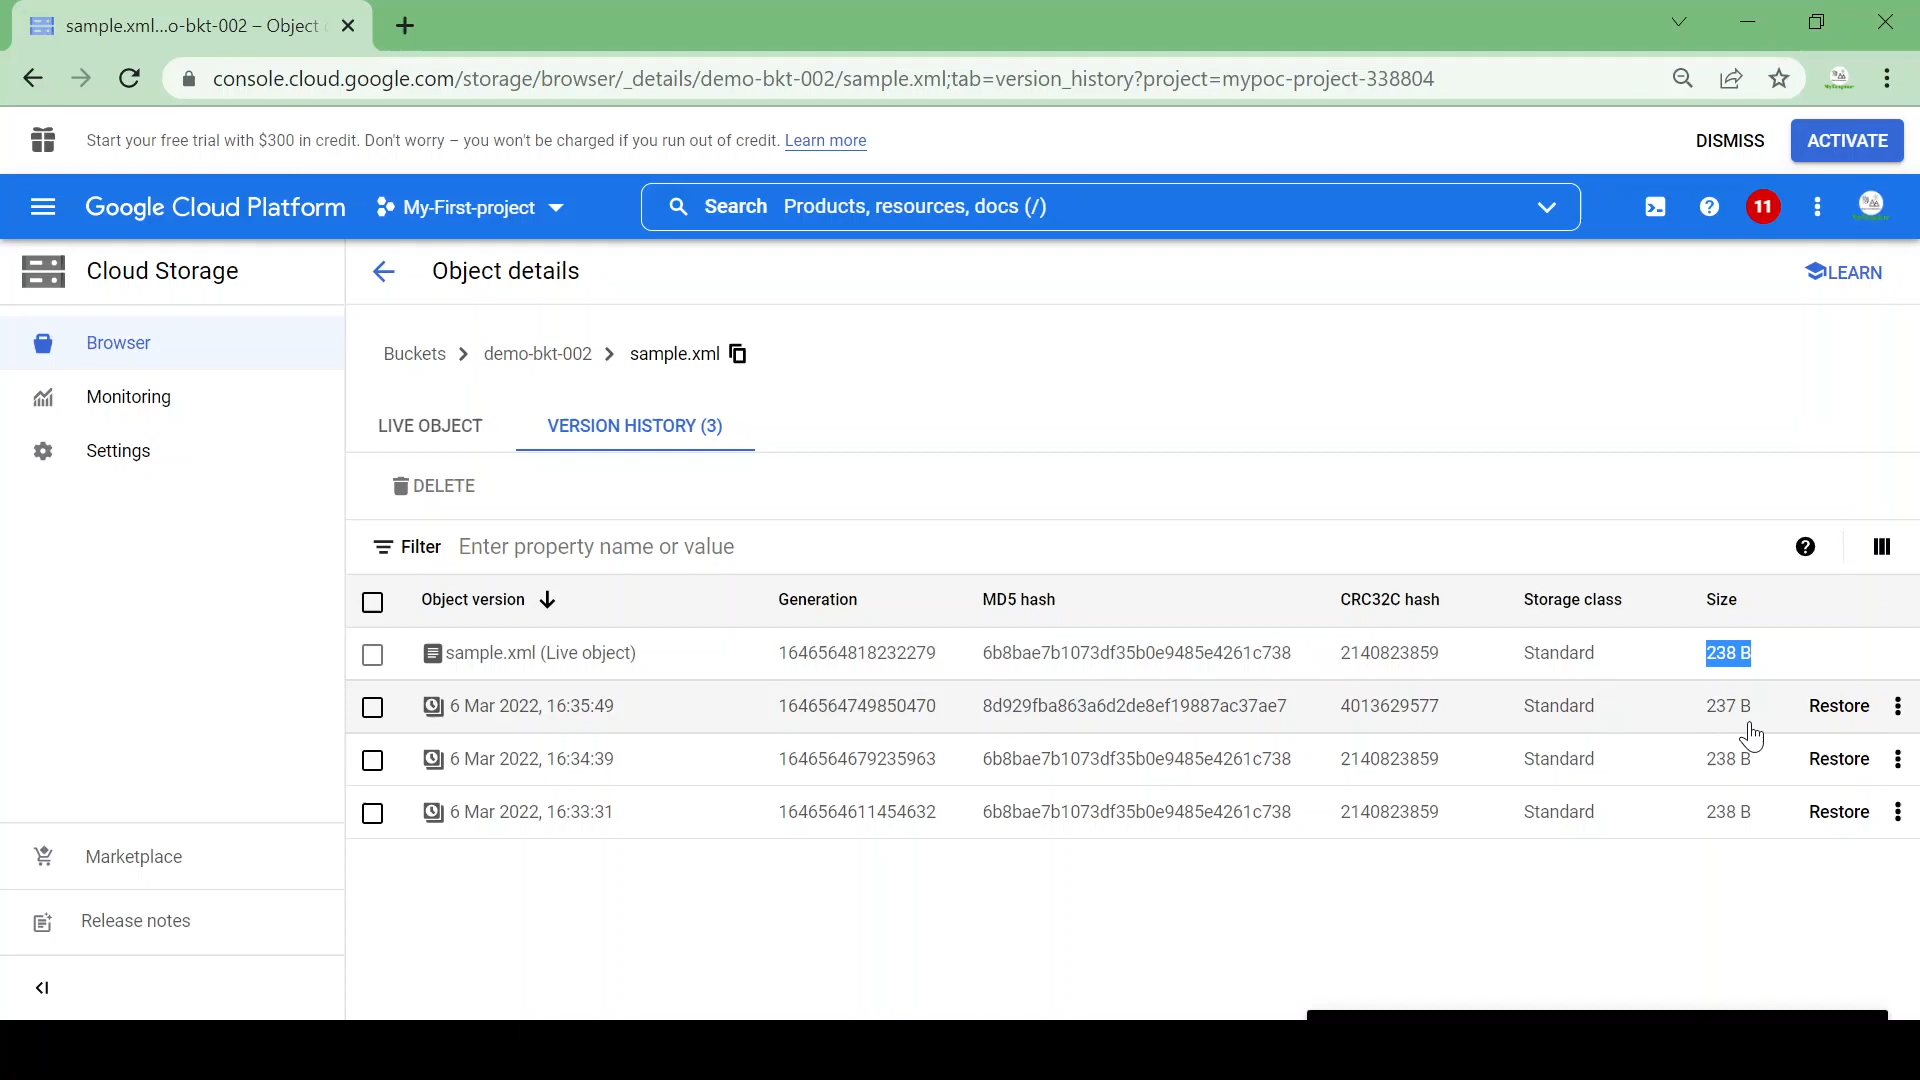 sample.xml...o-bkt-002 – Object
console.cloud.google.com/storage/browser/_details/demo-bkt-002/sample.xml;tab=version_history?project=mypoc-project-338804
Start your free trial with $300 in credit. Don't worry – you won't be charged if you run out of credit. Learn more
DISMISS
ACTIVATE
Google Cloud Platform
My-First-project
Search Products, resources, docs (/)
11
Cloud Storage
Object details
LEARN
Browser
Monitoring
Settings
Buckets
demo-bkt-002
sample.xml
LIVE OBJECT
VERSION HISTORY (3)
DELETE
Filter Enter property name or value
Object version Generation MD5 hash CRC32C hash Storage class Size
sample.xml (Live object) 1646564818232279 6b8bae7b1073df35b0e9485e4261c738 2140823859 Standard 238 B
6 Mar 2022, 16:35:49 1646564749850470 8d929fba863a6d2de8ef19887ac37ae7 4013629577 Standard 237 B Restore
6 Mar 2022, 16:34:39 1646564679235963 6b8bae7b1073df35b0e9485e4261c738 2140823859 Standard 238 B Restore
6 Mar 2022, 16:33:31 1646564611454632 6b8bae7b1073df35b0e9485e4261c738 2140823859 Standard 238 B Restore
Marketplace
Release notes